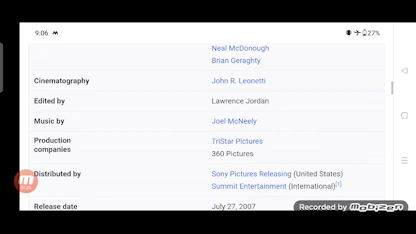 9:06 27%
Neal McDonough
Brian Geraghty
Cinematography John R. Leonetti
Edited by Lawrence Jordan
Music by Joel McNeely
Production TriStar Pictures
companies 360 Pictures
Distributed by Sony Pictures Releasing (United States)
Summit Entertainment (International)[1]
Release date July 27, 2007
Recorded by Mobizen